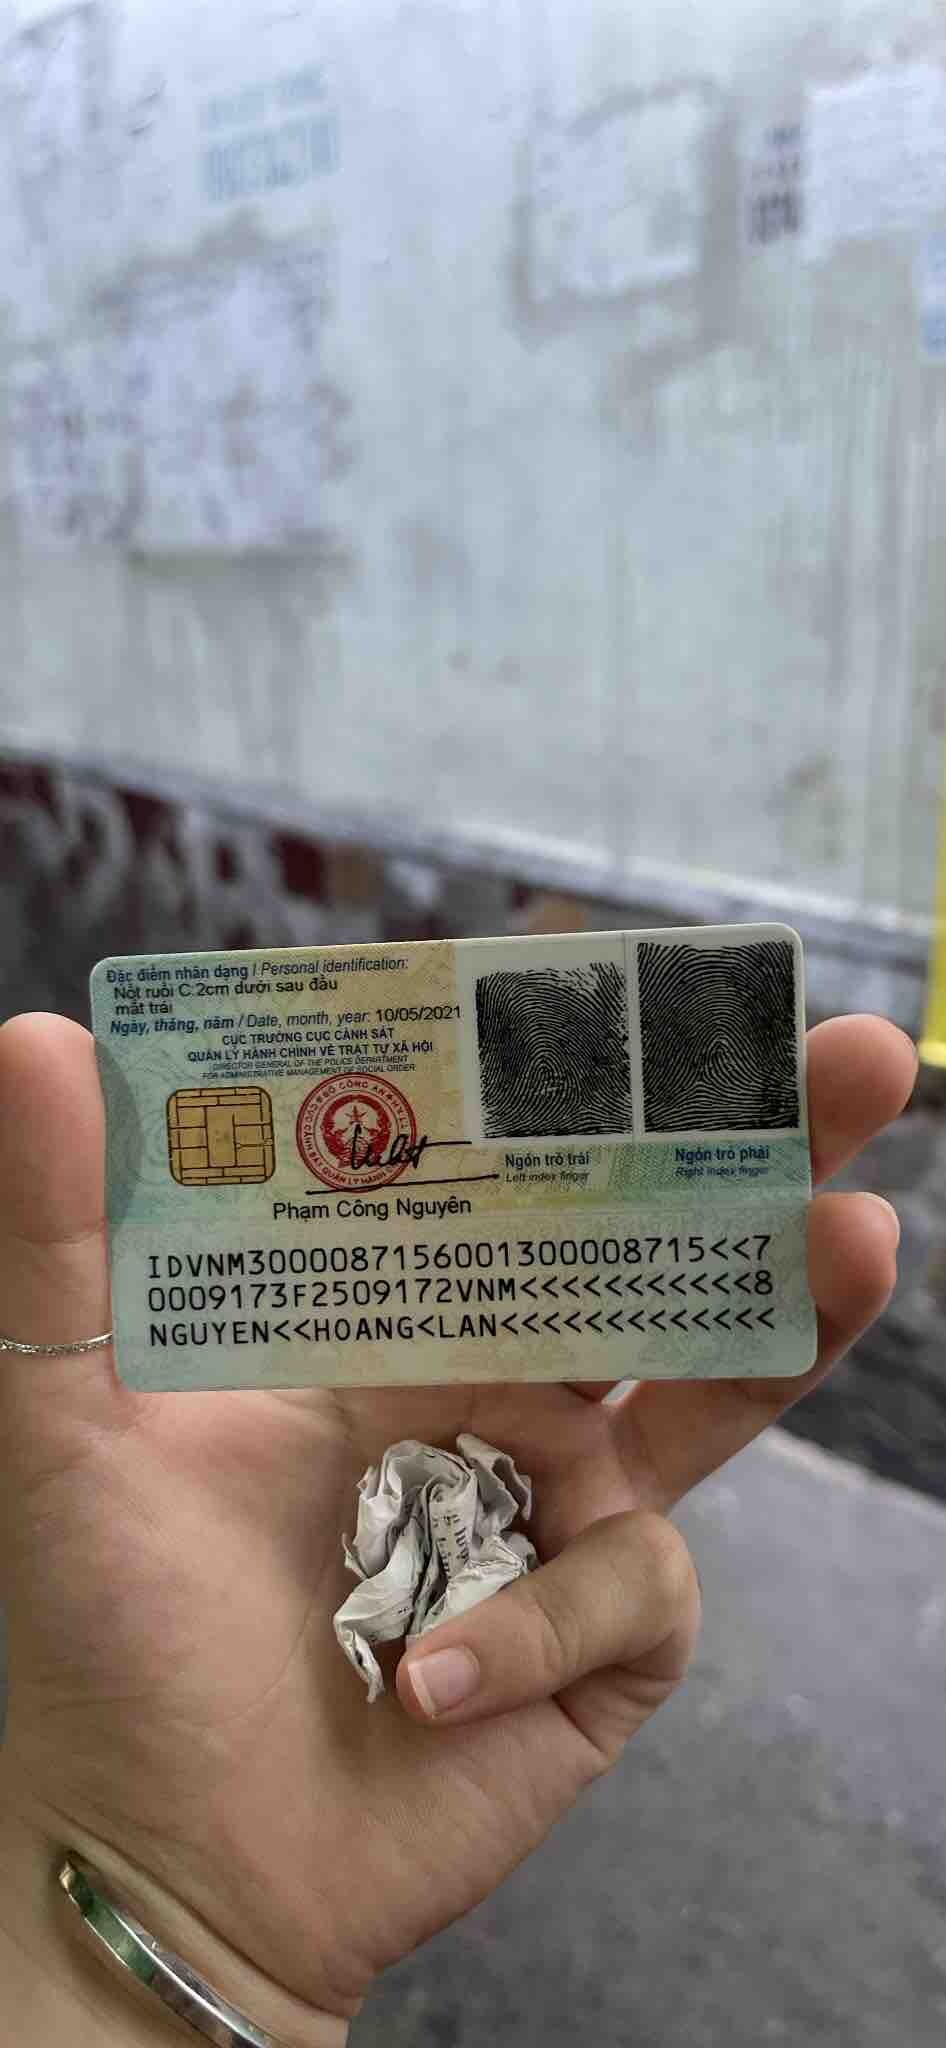 Đặc điểm nhân dạng / Personal identification:
Nốt ruồi C.2cm dưới sau đầu
mắt trái
Ngày, tháng, năm / Date, month, year: 10/05/2021
CỤC TRƯỞNG CỤC CẢNH SÁT
QUẢN LÝ HÀNH CHÍNH VỀ TRẬT TỰ XÃ HỘI
DIRECTOR GENERAL OF THE POLICE DEPARTMENT
FOR ADMINISTRATIVE MANAGEMENT OF SOCIAL ORDER
BỘ CÔNG AN
Ngón trỏ trái
Left index finger
Ngón trỏ phải
Right index finger
Phạm Công Nguyên
IDVNM3000087156001300008715<<7
0009173F2509172VNM<<<<<<<<<<<8
NGUYEN<<HOANG<LAN<<<<<<<<<<<<<